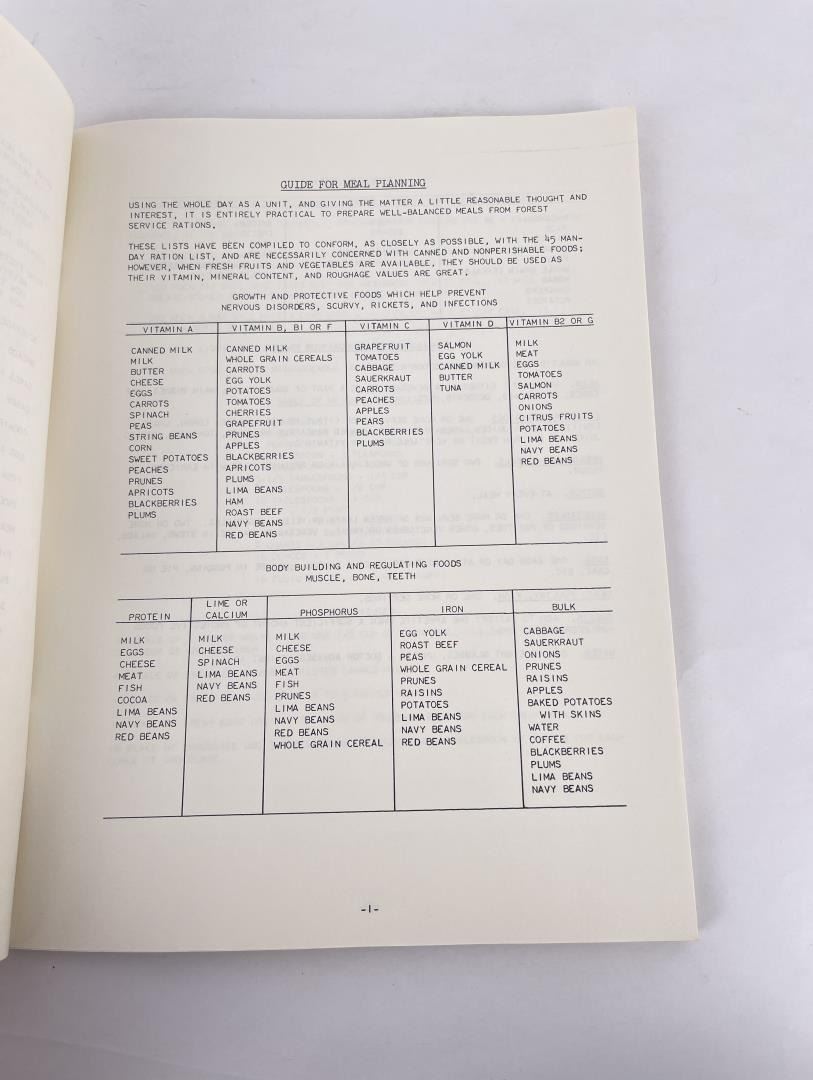 GUIDE FOR MEAL PLANNING
USING THE WHOLE DAY AS A UNIT, AND GIVING THE MATTER A LITTLE REASONABLE THOUGHT AND
INTEREST, IT IS ENTIRELY PRACTICAL TO PREPARE WELL-BALANCED MEALS FROM FOREST
SERVICE RATIONS.
THESE LISTS HAVE BEEN COMPILED TO CONFORM, AS CLOSELY AS POSSIBLE, WITH THE 45 MAN-
DAY RATION LIST, AND ARE NECESSARILY CONCERNED WITH CANNED AND NONPERISHABLE FOODS;
HOWEVER, WHEN FRESH FRUITS AND VEGETABLES ARE AVAILABLE, THEY SHOULD BE USED AS
THEIR VITAMIN, MINERAL CONTENT, AND ROUGHAGE VALUES ARE GREAT.
GROWTH AND PROTECTIVE FOODS WHICH HELP PREVENT
NERVOUS DISORDERS, SCURVY, RICKETS, AND INFECTIONS
VITAMIN A
CANNED MILK
MILK
BUTTER
CHEESE
EGGS
CARROTS
SPINACH
PEAS
STRING BEANS
CORN
SWEET POTATOES
PEACHES
PRUNES
APRICOTS
BLACKBERRIES
PLUMS
VITAMIN B, B1 OR F
CANNED MILK
WHOLE GRAIN CEREALS
CARROTS
EGG YOLK
POTATOES
TOMATOES
CHERRIES
GRAPEFRUIT
PRUNES
APPLES
BLACKBERRIES
APRICOTS
PLUMS
LIMA BEANS
HAM
ROAST BEEF
NAVY BEANS
RED BEANS
VITAMIN C
GRAPEFRUIT
TOMATOES
CABBAGE
SAUERKRAUT
CARROTS
PEACHES
APPLES
PEARS
BLACKBERRIES
PLUMS
VITAMIN D
SALMON
EGG YOLK
CANNED MILK
BUTTER
TUNA
VITAMIN B2 OR G
MILK
MEAT
EGGS
TOMATOES
SALMON
CARROTS
ONIONS
CITRUS FRUITS
POTATOES
LIMA BEANS
NAVY BEANS
RED BEANS
BODY BUILDING AND REGULATING FOODS
MUSCLE, BONE, TEETH
PROTEIN
MILK
EGGS
CHEESE
MEAT
FISH
COCOA
LIMA BEANS
NAVY BEANS
RED BEANS
LIME OR
CALCIUM
MILK
CHEESE
SPINACH
LIMA BEANS
NAVY BEANS
RED BEANS
PHOSPHORUS
MILK
CHEESE
EGGS
MEAT
FISH
PRUNES
LIMA BEANS
NAVY BEANS
RED BEANS
WHOLE GRAIN CEREAL
IRON
EGG YOLK
ROAST BEEF
PEAS
WHOLE GRAIN CEREAL
PRUNES
RAISINS
POTATOES
LIMA BEANS
NAVY BEANS
RED BEANS
BULK
CABBAGE
SAUERKRAUT
ONIONS
PRUNES
RAISINS
APPLES
BAKED POTATOES
WITH SKINS
WATER
COFFEE
BLACKBERRIES
PLUMS
LIMA BEANS
NAVY BEANS
-1-